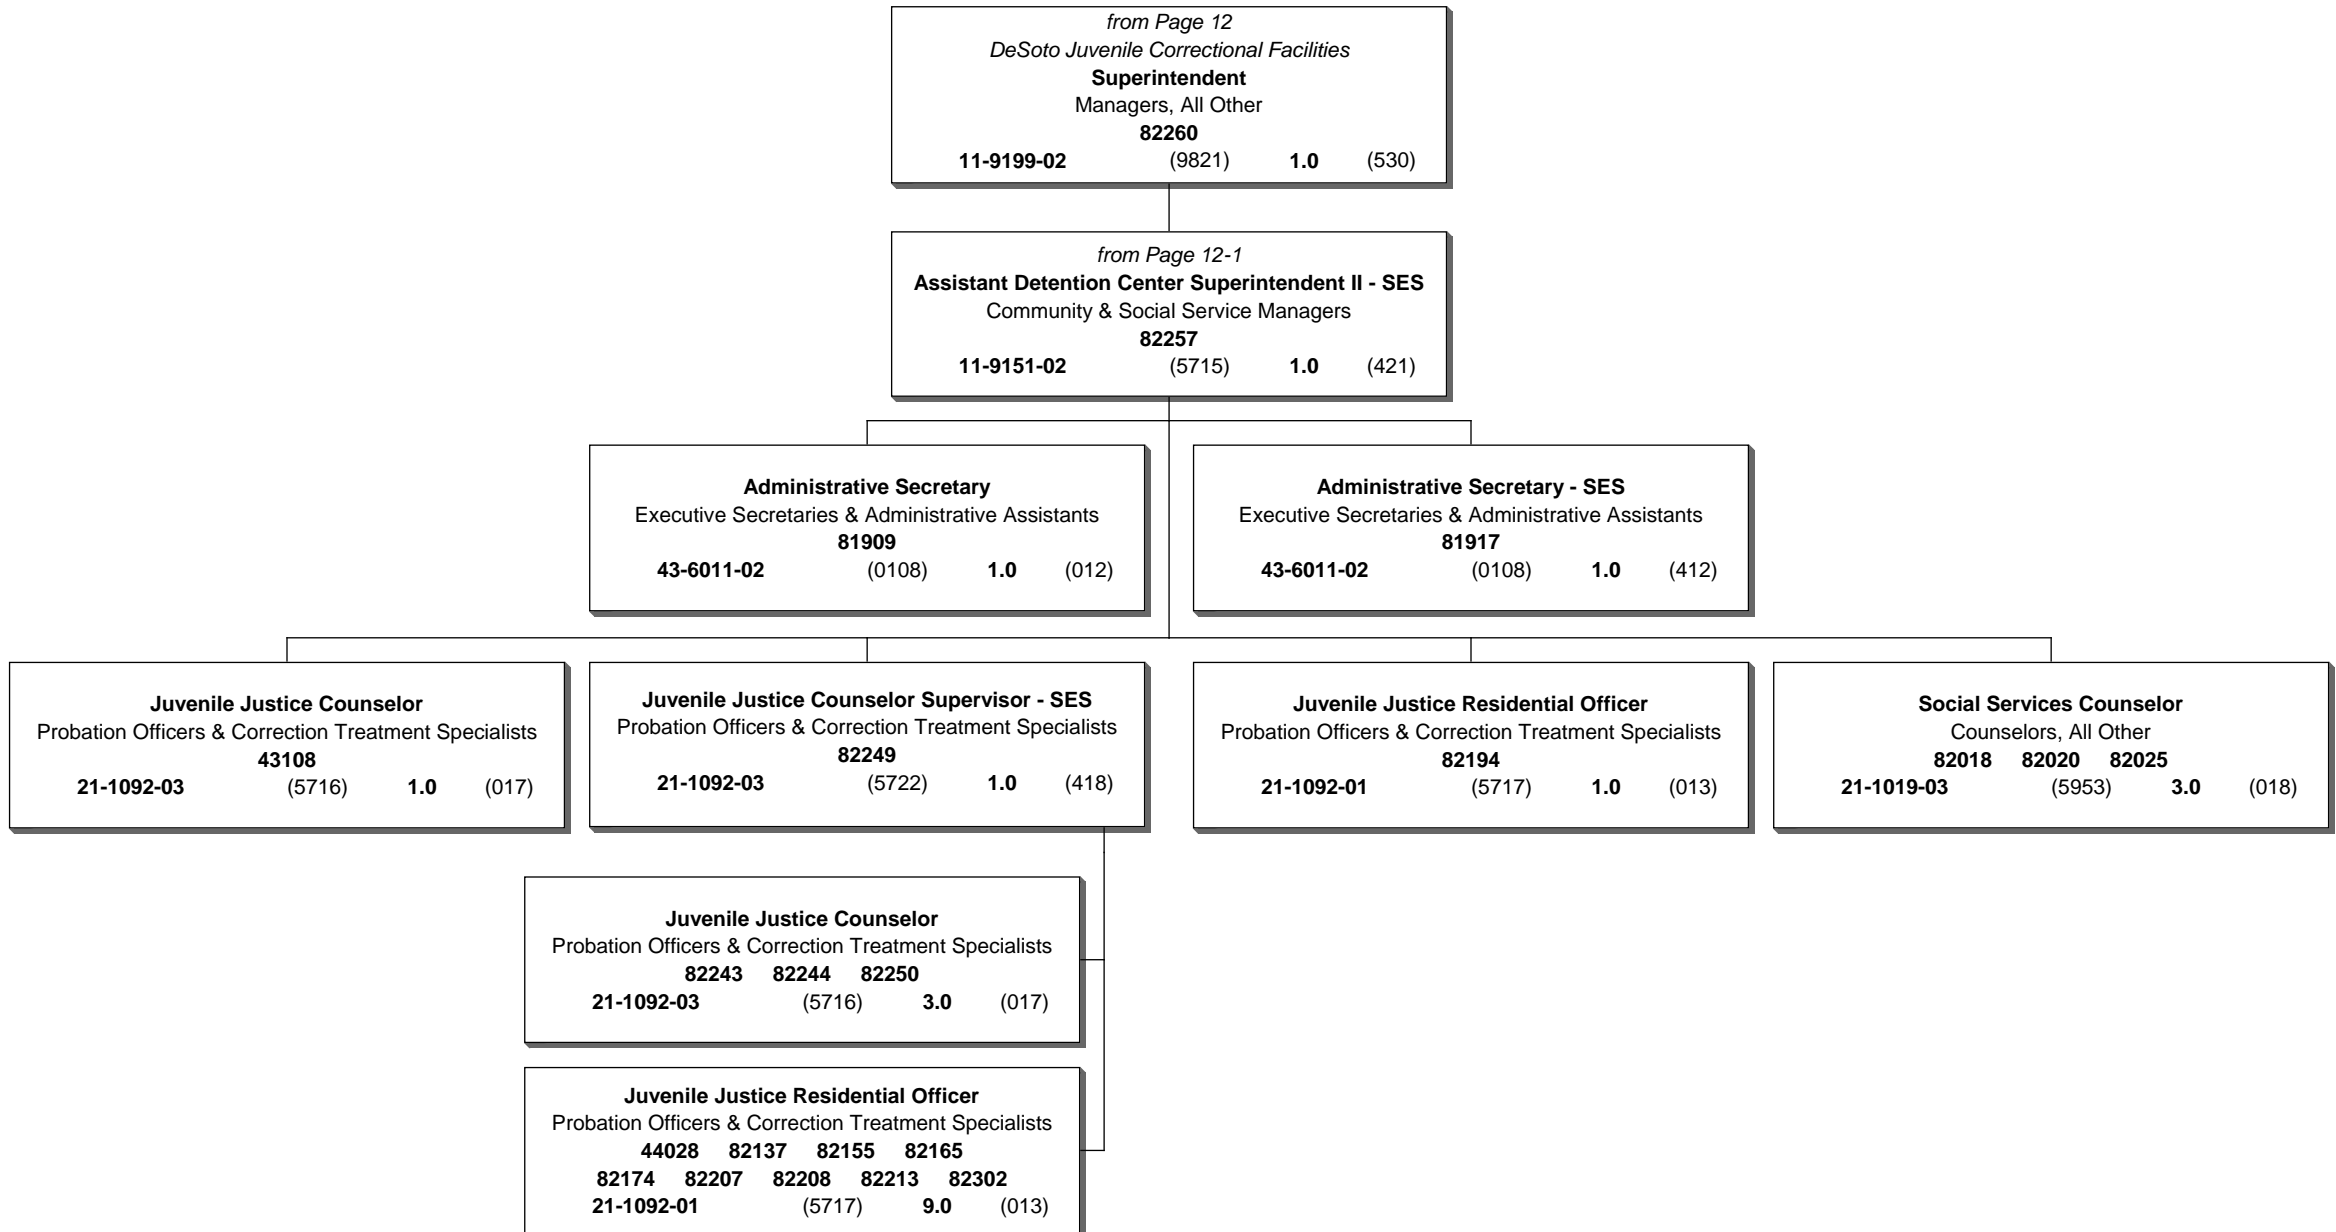 from Page 12
DeSoto Juvenile Correctional Facilities
Superintendent
Managers, All Other
82260
11-9199-02 (9821) 1.0 (530)
from Page 12-1
Assistant Detention Center Superintendent II - SES
Community & Social Service Managers
82257
11-9151-02 (5715) 1.0 (421)
Administrative Secretary
Executive Secretaries & Administrative Assistants
81909
43-6011-02 (0108) 1.0 (012)
Administrative Secretary - SES
Executive Secretaries & Administrative Assistants
81917
43-6011-02 (0108) 1.0 (412)
Juvenile Justice Counselor
Probation Officers & Correction Treatment Specialists
43108
21-1092-03 (5716) 1.0 (017)
Juvenile Justice Counselor Supervisor - SES
Probation Officers & Correction Treatment Specialists
82249
21-1092-03 (5722) 1.0 (418)
Juvenile Justice Residential Officer
Probation Officers & Correction Treatment Specialists
82194
21-1092-01 (5717) 1.0 (013)
Social Services Counselor
Counselors, All Other
82018 82020 82025
21-1019-03 (5953) 3.0 (018)
Juvenile Justice Counselor
Probation Officers & Correction Treatment Specialists
82243 82244 82250
21-1092-03 (5716) 3.0 (017)
Juvenile Justice Residential Officer
Probation Officers & Correction Treatment Specialists
44028 82137 82155 82165
82174 82207 82208 82213 82302
21-1092-01 (5717) 9.0 (013)